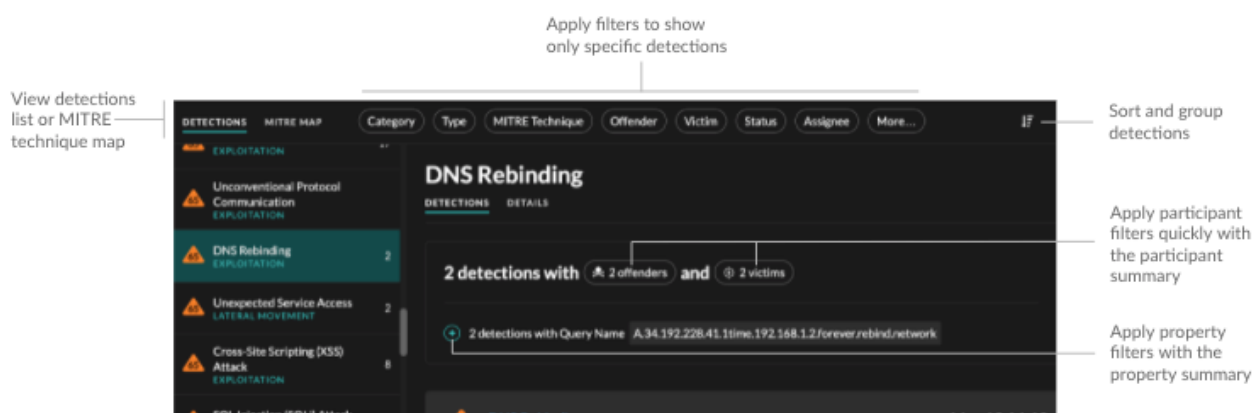 Apply filters to show
only specific detections
View detections
list or MITRE
technique map
DETECTIONS MITRE MAP Category Type MITRE Technique Offender Victim Status Assignee More...
Sort and group
detections
EXPLOITATION
Unconventional Protocol
Communication
EXPLOITATION
65
DNS Rebinding
EXPLOITATION
65
2
Unexpected Service Access
LATERAL MOVEMENT
65
2
Cross-Site Scripting (XSS)
Attack
EXPLOITATION
65
8
DNS Rebinding
DETECTIONS DETAILS
2 detections with 2 offenders and 2 victims
2 detections with Query Name A.34.192.228.41.1time.192.168.1.2.forever.rebind.network
Apply participant
filters quickly with
the participant
summary
Apply property
filters with the
property summary